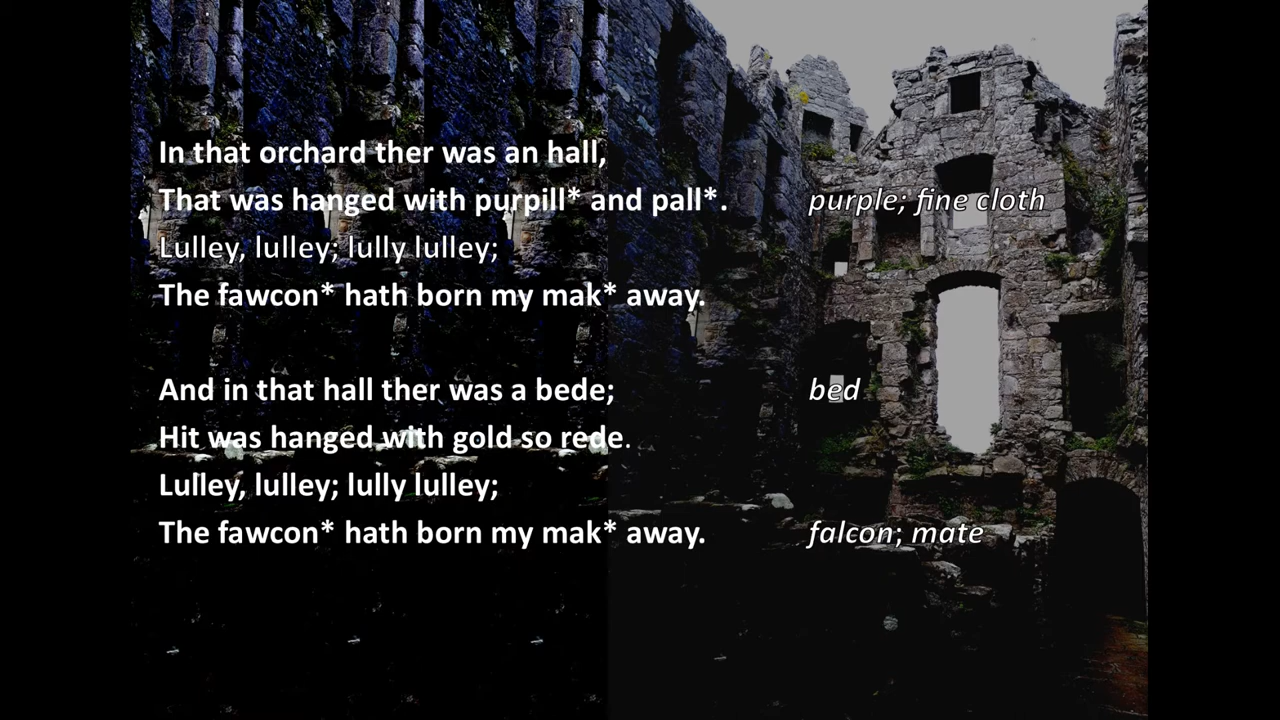 In that orchard ther was an hall,
That was hanged with purpill* and pall*. purple; fine cloth
Lulley, lulley; lully lulley;
The fawcon* hath born my mak* away.
And in that hall ther was a bede; bed
Hit was hanged with gold so rede.
Lulley, lulley; lully lulley;
The fawcon* hath born my mak* away. falcon; mate